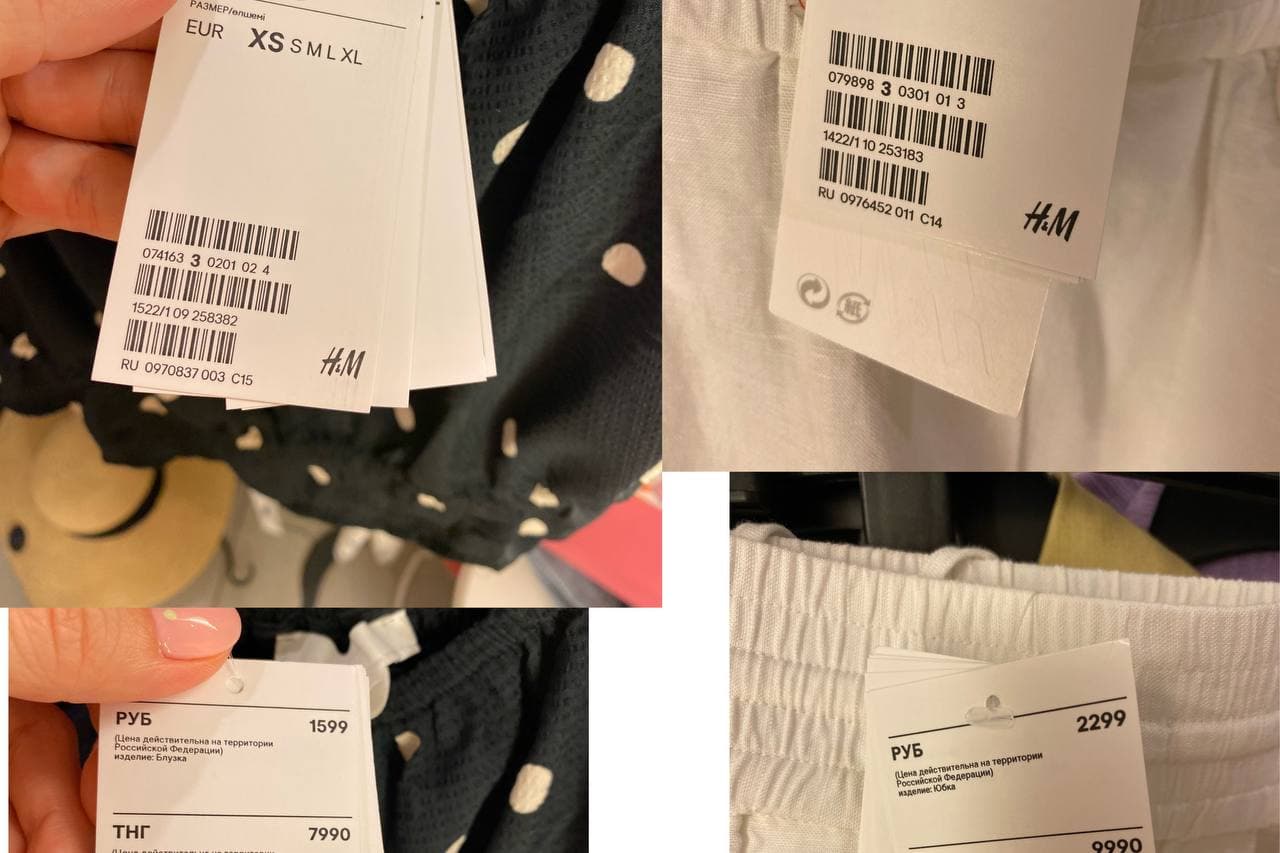 РАЗМЕР/өлшемі
EUR XS S M L XL
074163 3 0201 02 4
1522/1 09 258382
RU 0970837 003 C15
H&M
079898 3 0301 01 3
1422/1 10 253183
RU 0976452 011 C14
H&M
РУБ 1599
(Цена действительна на территории
Российской Федерации)
изделие: Блузка
ТНГ 7990
РУБ 2299
(Цена действительна на территории
Российской Федерации)
изделие: Юбка
9990